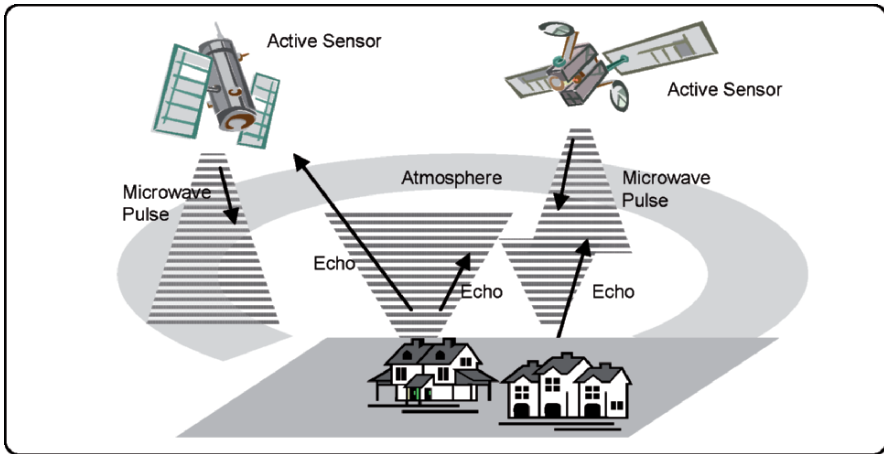 Active Sensor
Active Sensor
Microwave
Pulse
Atmosphere
Microwave
Pulse
Echo
Echo
Echo